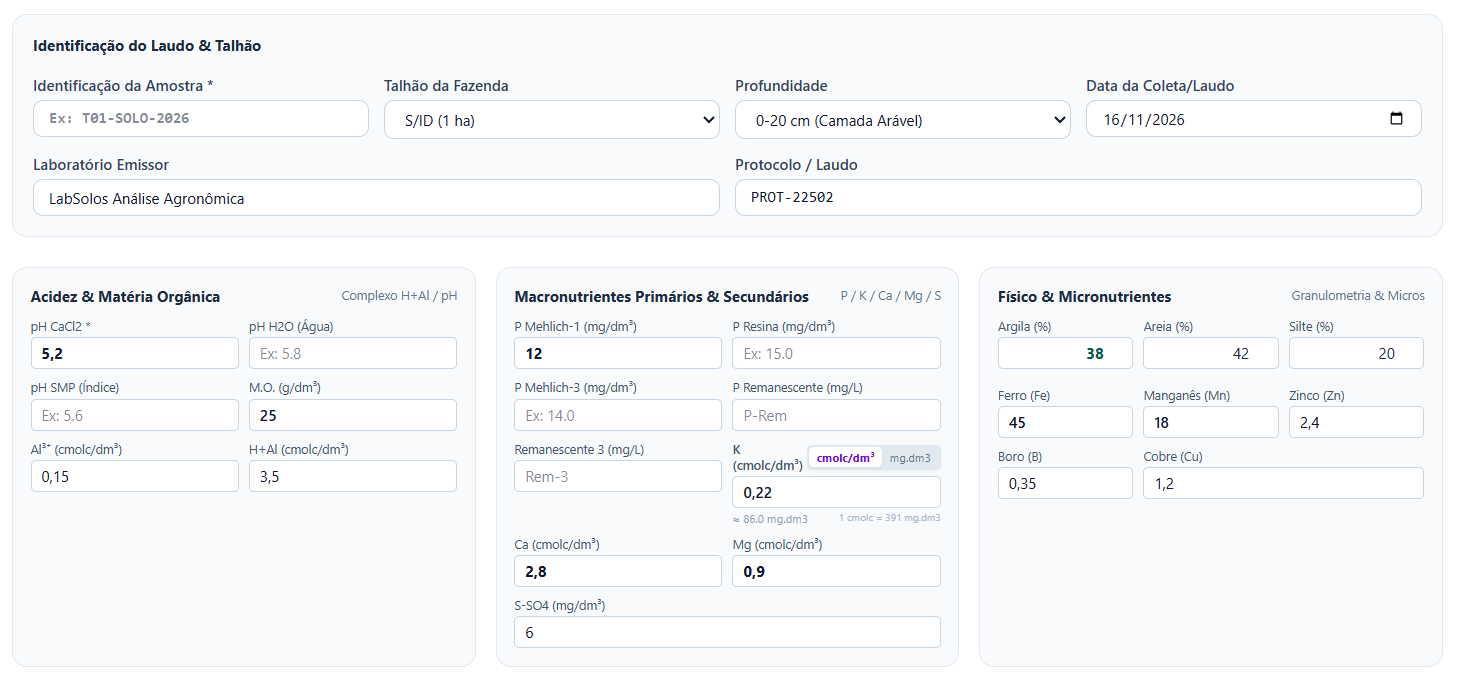 Identificação do Laudo & Talhão
Identificação da Amostra * Talhão da Fazenda Profundidade Data da Coleta/Laudo
Ex: T01-SOLO-2026 S/ID (1 ha) 0-20 cm (Camada Arável) 16/11/2026
Laboratório Emissor Protocolo / Laudo
LabSolos Análise Agronômica PROT-22502
Acidez & Matéria Orgânica Complexo H+Al / pH
pH CaCl2 * pH H2O (Água)
5,2 Ex: 5.8
pH SMP (Índice) M.O. (g/dm³)
Ex: 5.6 25
Al³⁺ (cmolc/dm³) H+Al (cmolc/dm³)
0,15 3,5
Macronutrientes Primários & Secundários P / K / Ca / Mg / S
P Mehlich-1 (mg/dm³) P Resina (mg/dm³)
12 Ex: 15.0
P Mehlich-3 (mg/dm³) P Remanescente (mg/L)
Ex: 14.0 P-Rem
Remanescente 3 (mg/L) K (cmolc/dm³) cmolc/dm³ mg.dm3
Rem-3 0,22
≈ 86.0 mg.dm3 1 cmolc = 391 mg.dm3
Ca (cmolc/dm³) Mg (cmolc/dm³)
2,8 0,9
S-SO4 (mg/dm³)
6
Físico & Micronutrientes Granulometria & Micros
Argila (%) Areia (%) Silte (%)
38 42 20
Ferro (Fe) Manganês (Mn) Zinco (Zn)
45 18 2,4
Boro (B) Cobre (Cu)
0,35 1,2